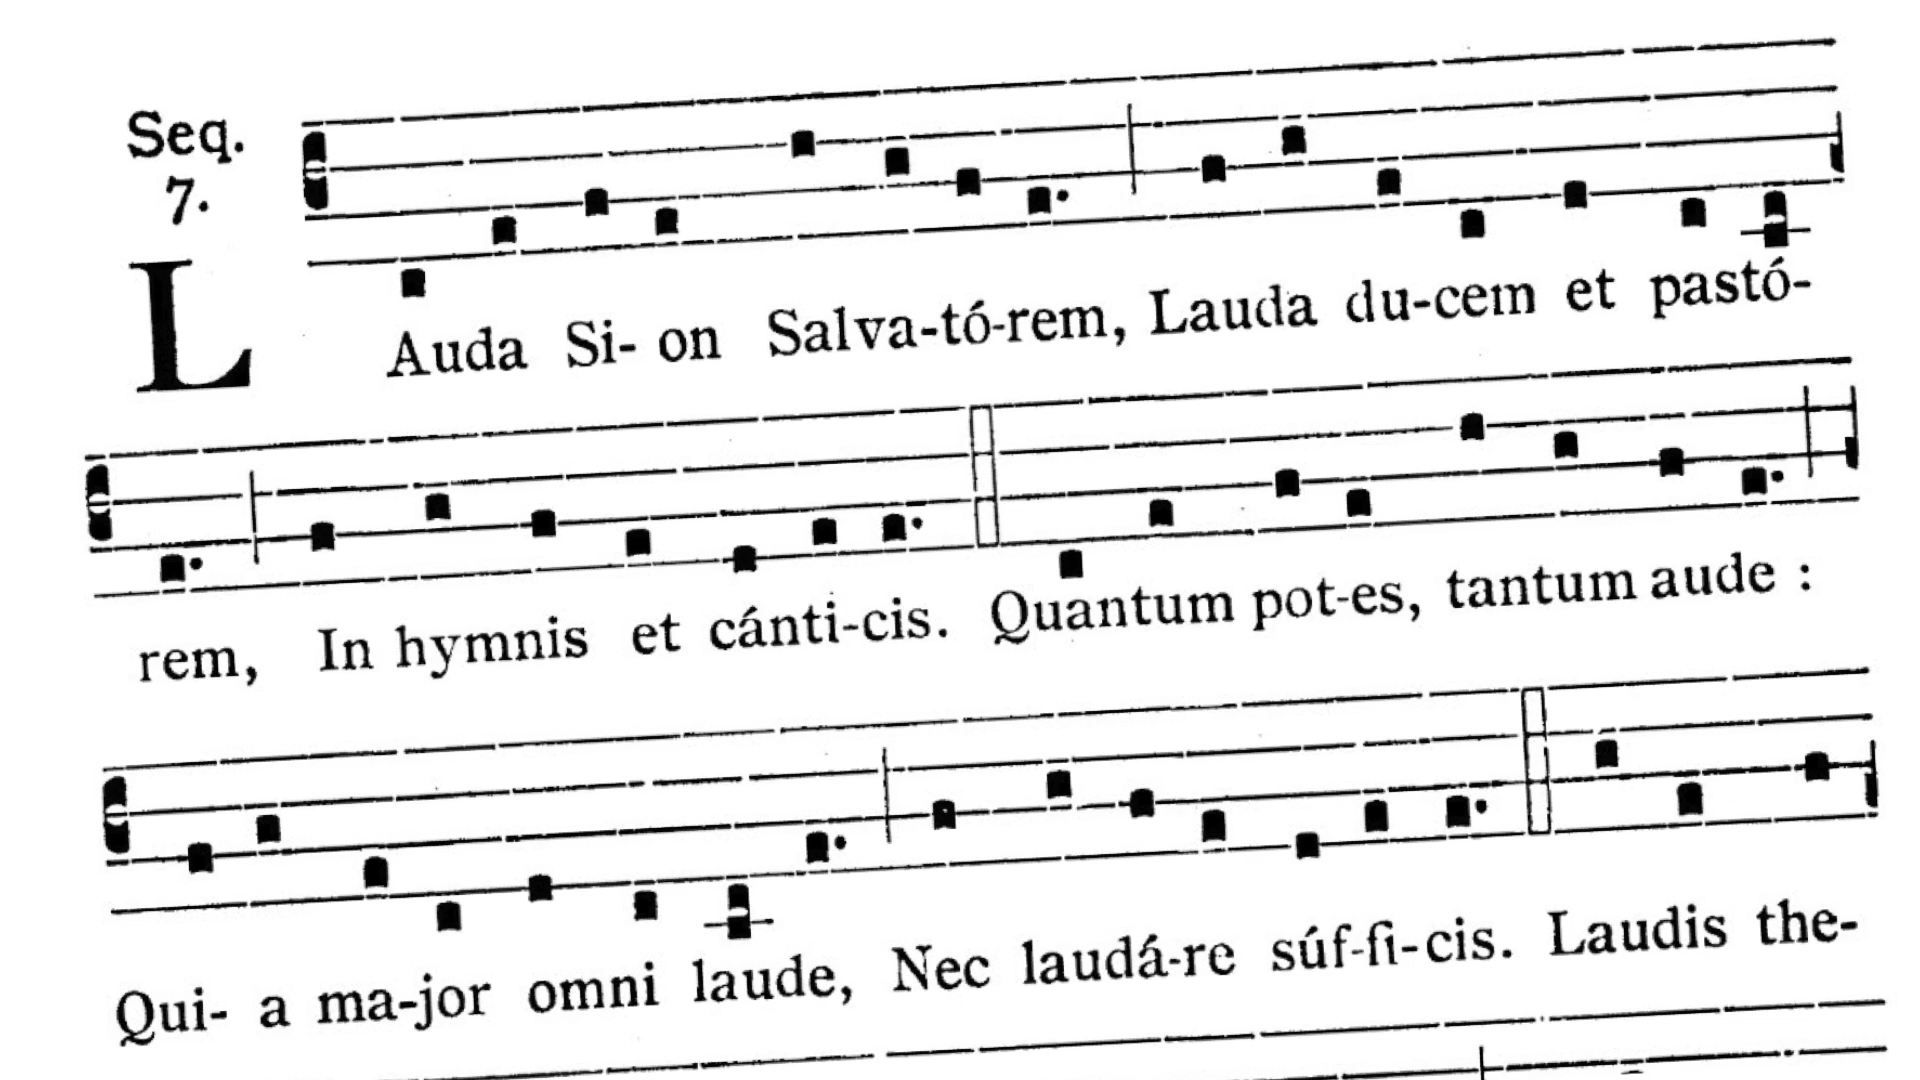 Seq.
7.
LAuda Si- on Salva-tó-rem, Lauda du-cem et pastó-
rem, In hymnis et cánti-cis. Quantum pot-es, tantum aude :
Qui- a ma-jor omni laude, Nec laudá-re súf-fi-cis. Laudis the-